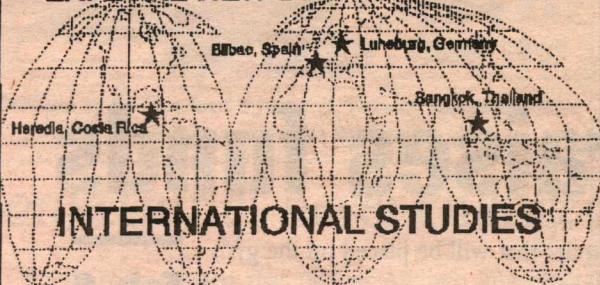 Bilbao, Spain
Luneburg, Germany
Bangkok, Thailand
Heredia, Costa Rica
INTERNATIONAL STUDIES